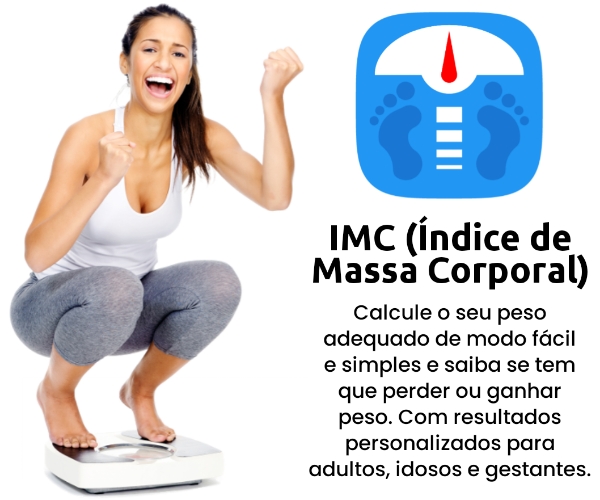 IMC (Índice de
Massa Corporal)
Calcule o seu peso
adequado de modo fácil
e simples e saiba se tem
que perder ou ganhar
peso. Com resultados
personalizados para
adultos, idosos e gestantes.